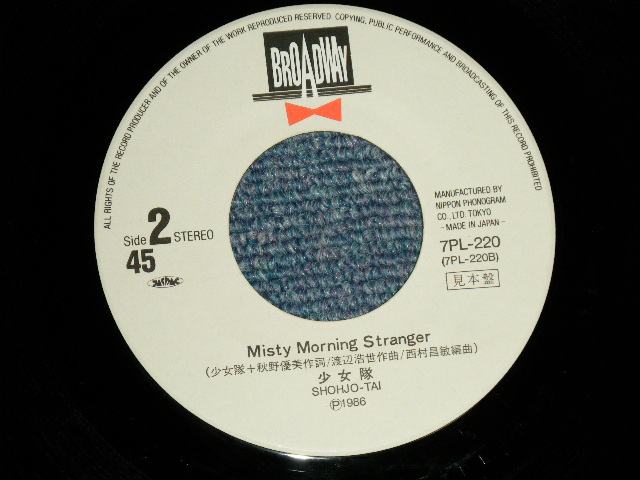 ALL RIGHTS OF THE RECORD PRODUCER AND OF THE OWNER OF THE WORK REPRODUCED RESERVED. COPYING, PUBLIC PERFORMANCE AND BROADCASTING OF THIS RECORD PROHIBITED
BROADWAY
MANUFACTURED BY
NIPPON PHONOGRAM
CO., LTD. TOKYO
—MADE IN JAPAN—
Side 2 STEREO
45
7PL-220
(7PL-220B)
見本盤
Misty Morning Stranger
(少女隊+秋野優美作詞/渡辺浩世作曲/西村昌敏編曲)
少女隊
SHOHJO-TAI
Ⓟ1986